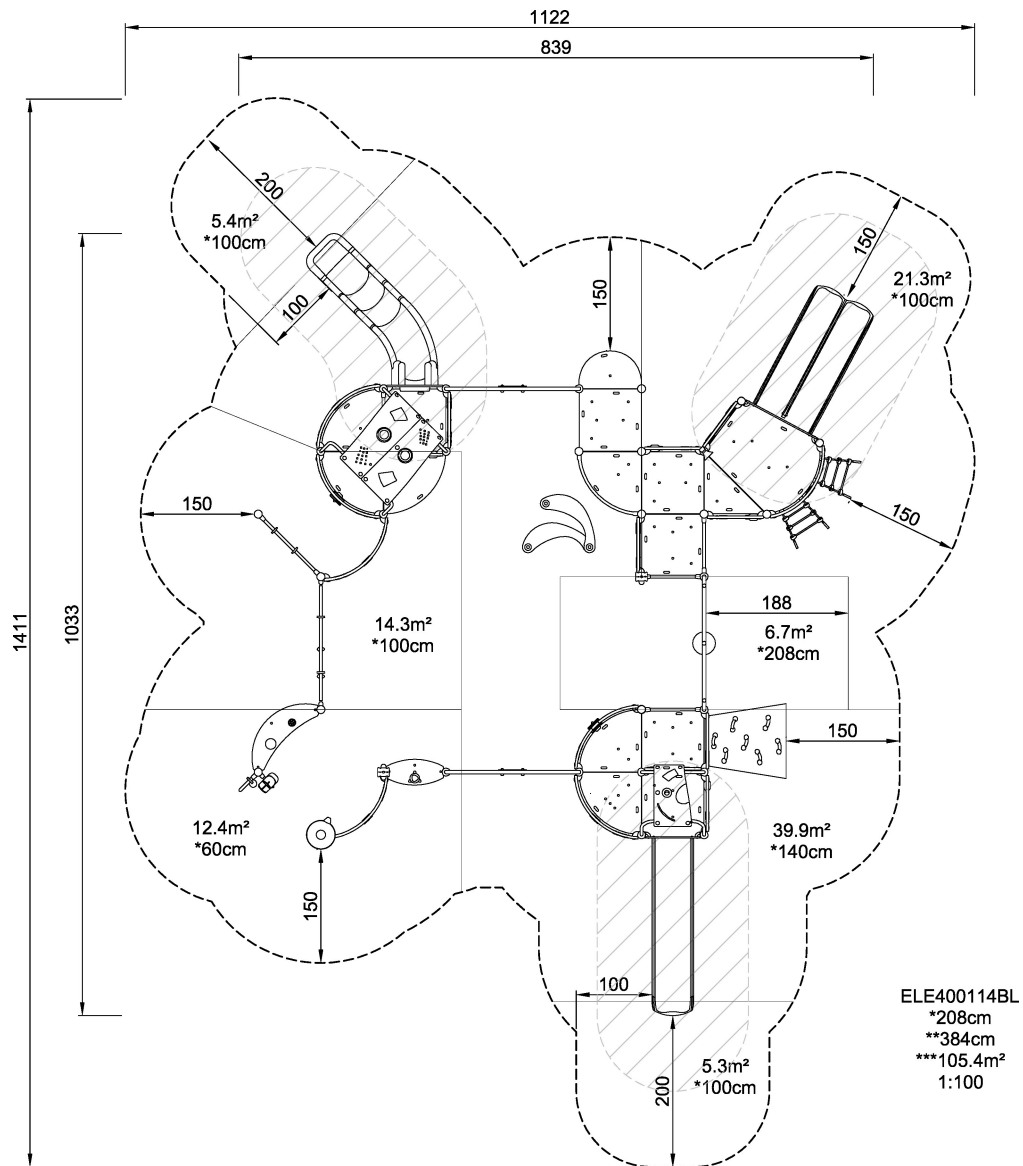 1122
839
200
5.4m²
*100cm
100
150
150
21.3m²
*100cm
150
150
1411
1033
14.3m²
*100cm
188
6.7m²
*208cm
150
12.4m²
*60cm
39.9m²
*140cm
150
100
ELE400114BL
*208cm
**384cm
***105.4m²
1:100
5.3m²
*100cm
200